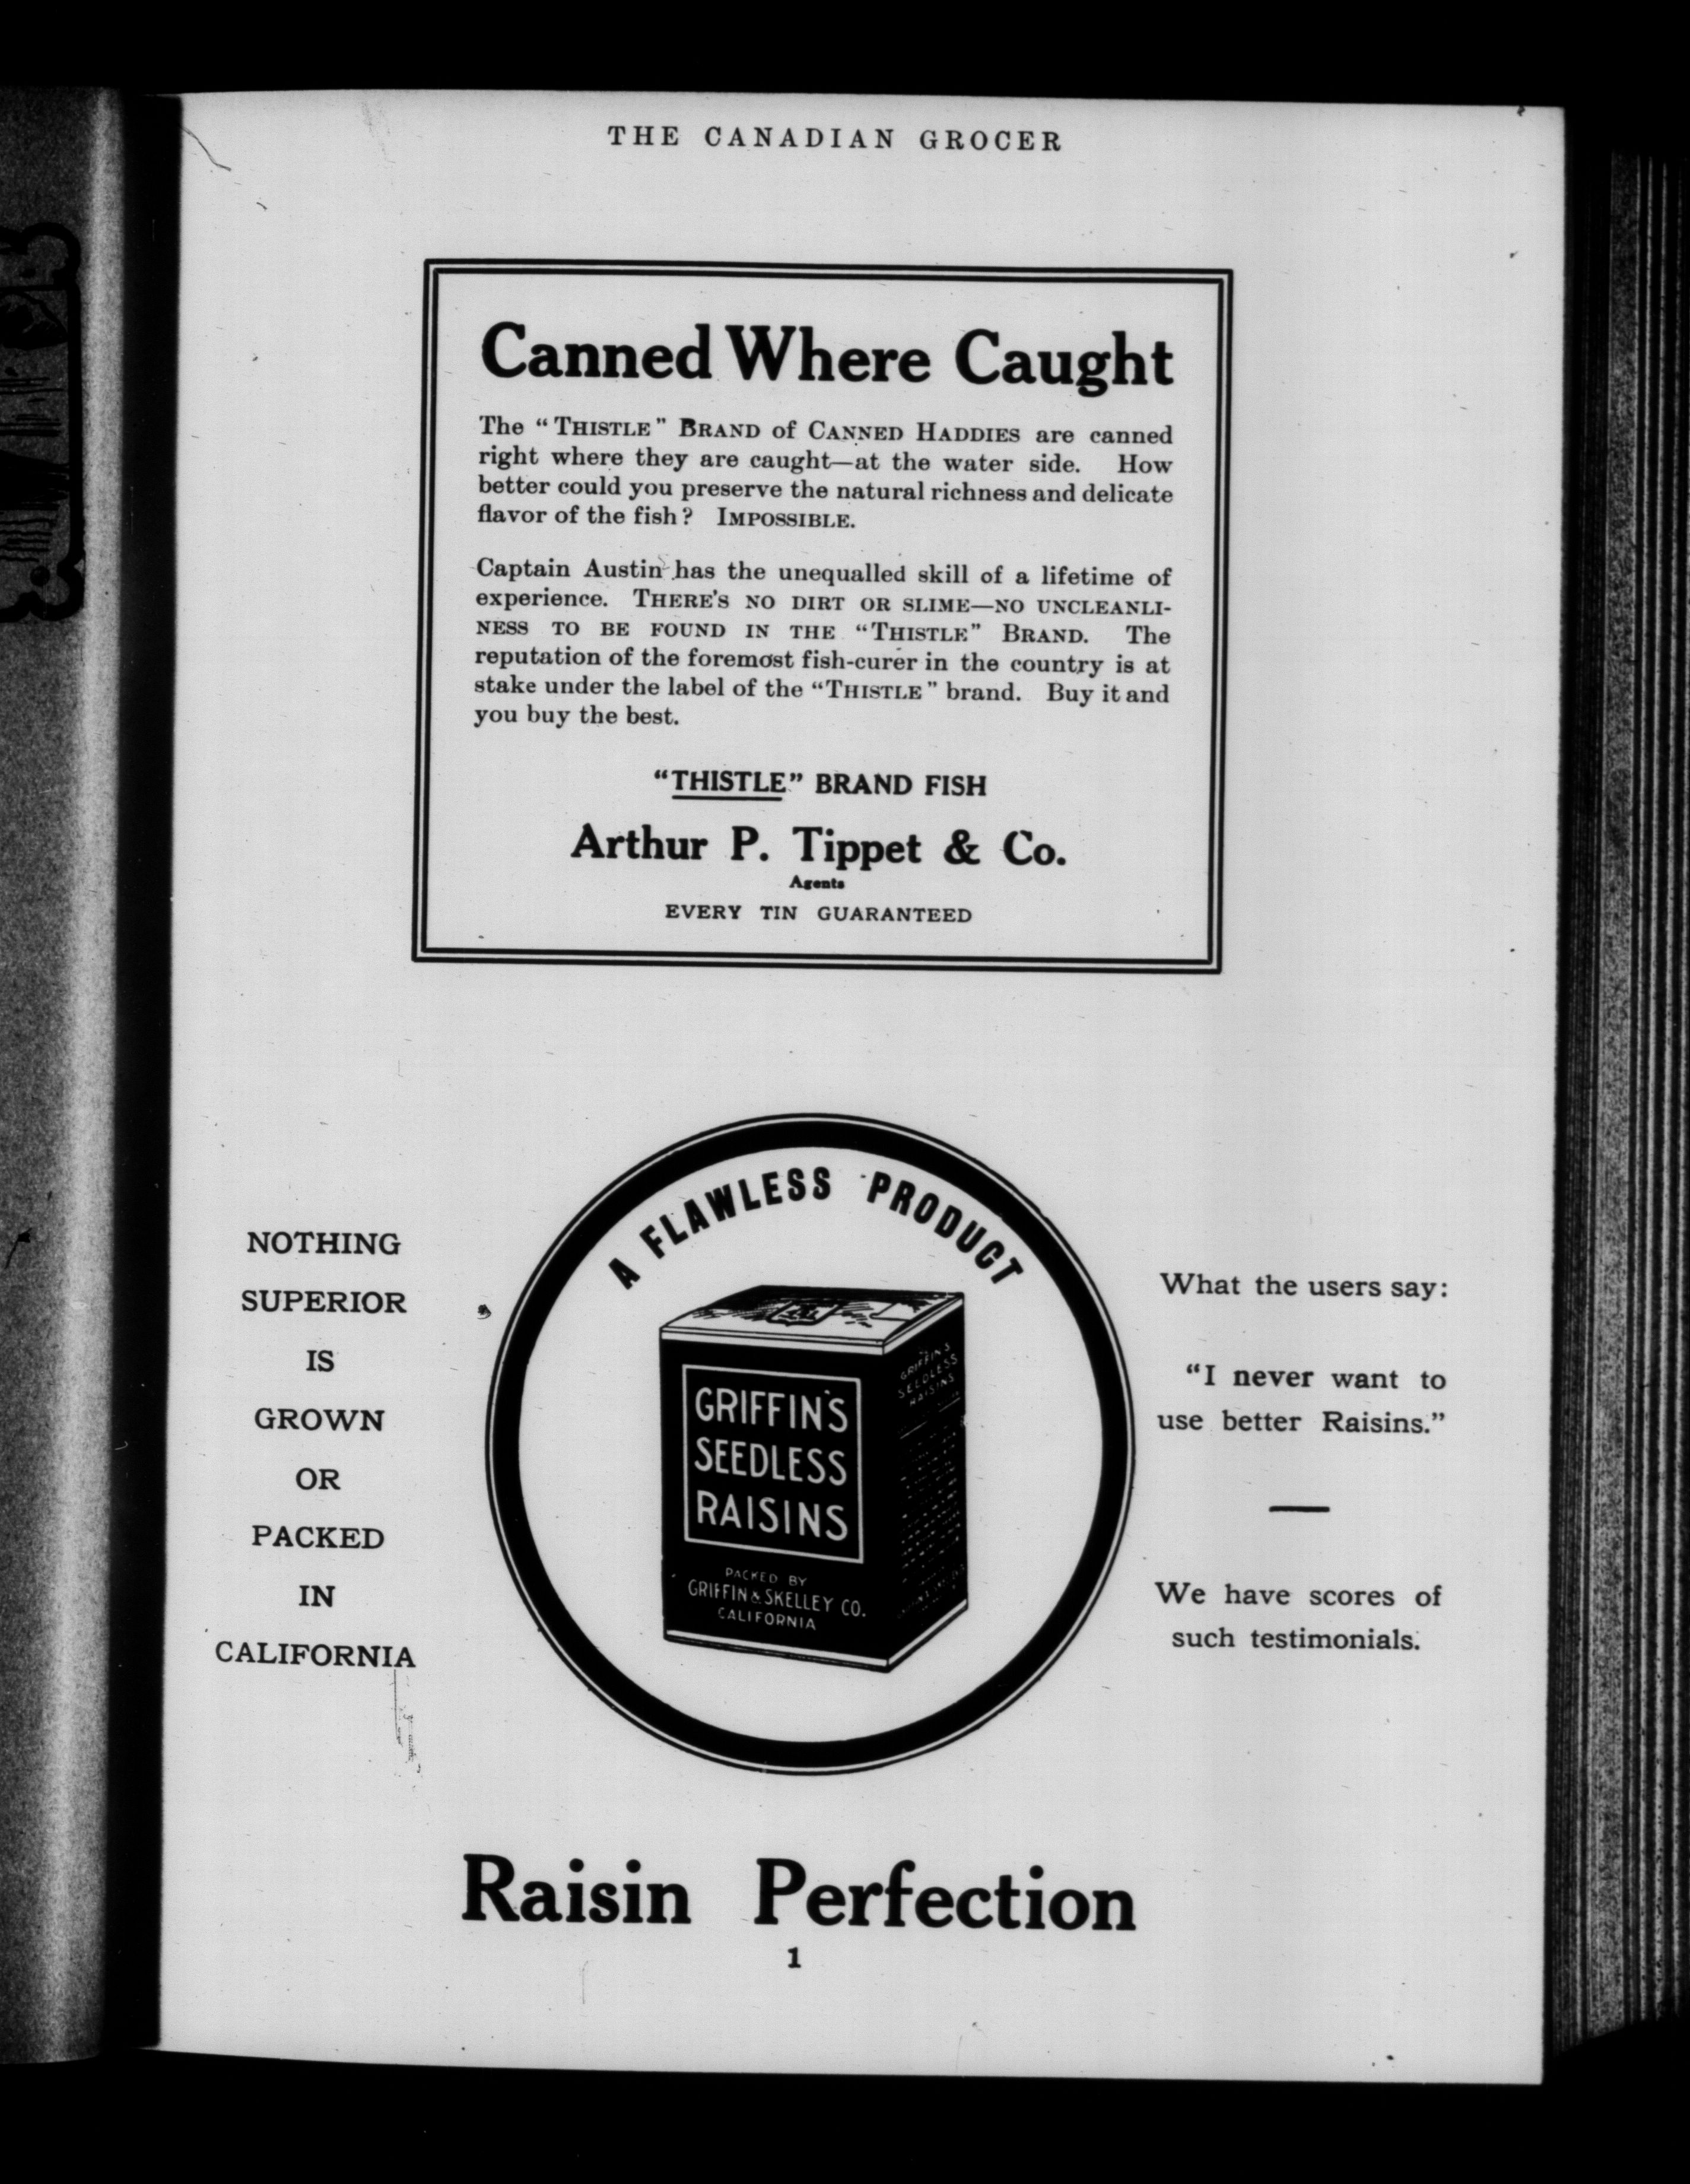 THE CANADIAN GROCER
Canned Where Caught
The “THISTLE” BRAND of CANNED HADDIES are canned
right where they are caught—at the water side. How
better could you preserve the natural richness and delicate
flavor of the fish? IMPOSSIBLE.
Captain Austin has the unequalled skill of a lifetime of
experience. THERE'S NO DIRT OR SLIME—NO UNCLEANLI-
NESS TO BE FOUND IN THE “THISTLE” BRAND. The
reputation of the foremost fish-curer in the country is at
stake under the label of the “THISTLE” brand. Buy it and
you buy the best.
“THISTLE” BRAND FISH
Arthur P. Tippet & Co.
Agents
EVERY TIN GUARANTEED
NOTHING
SUPERIOR
IS
GROWN
OR
PACKED
IN
CALIFORNIA
A FLAWLESS PRODUCT
GRIFFIN'S
SEEDLESS
RAISINS
PACKED BY
GRIFFIN & SKELLEY CO.
CALIFORNIA
GRIFFIN'S
SEEDLESS
RAISINS
What the users say:
“I never want to
use better Raisins.”
We have scores of
such testimonials.
Raisin Perfection
1